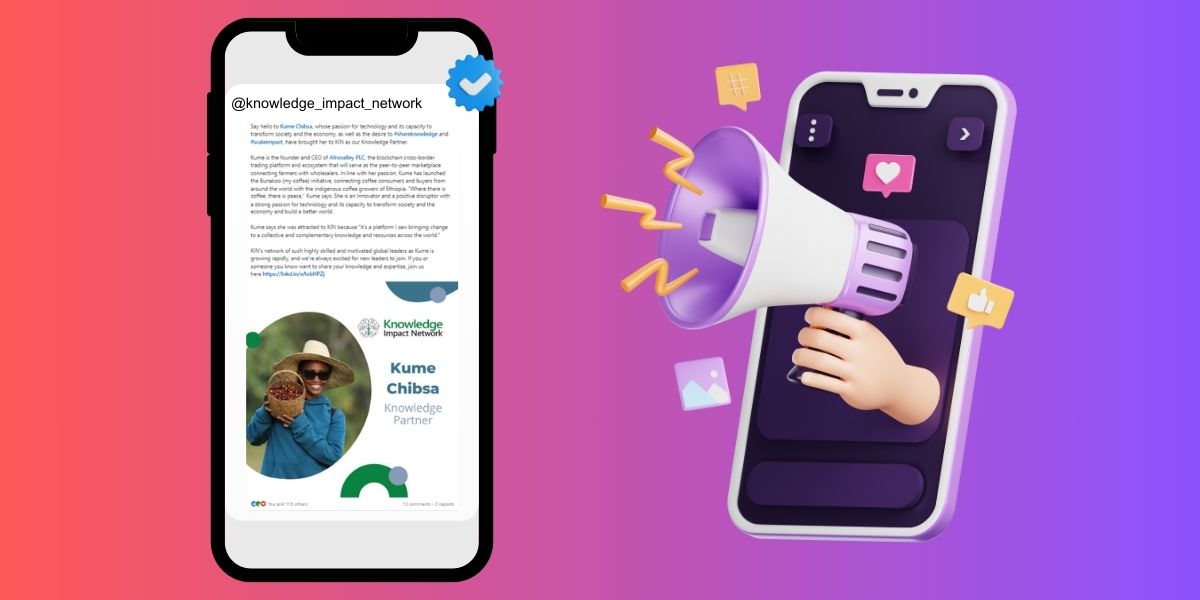 @knowledge_impact_network
Say hello to Kume Chibsa, whose passion for technology and its capacity to
transform society and the economy, as well as the desire to #shareknowledge and
#scaleimpact, have brought her to KIN as our Knowledge Partner.
Kume is the founder and CEO of Afrovalley PLC, the blockchain cross-border
trading platform and ecosystem that will serve as the peer-to-peer marketplace
connecting farmers with wholesalers. In line with her passion, Kume has launched
the Bunakoo (my coffee) initiative, connecting coffee consumers and buyers from
around the world with the indigenous coffee growers of Ethiopia. "Where there is
coffee, there is peace," Kume says. She is an innovator and a positive disruptor with
a strong passion for technology and its capacity to transform society and the
economy and build a better world.
Kume says she was attracted to KIN because "it's a platform I saw bringing change
to a collective and complementary knowledge and resources across the world."
KIN's network of such highly skilled and motivated global leaders as Kume is
growing rapidly, and we're always excited for new leaders to join. If you or
someone you know want to share your knowledge and expertise, join us
here
Knowledge
Impact Network
Kume
Chibsa
Knowledge
Partner
You and 116 others
12 comments • 3 reposts
#